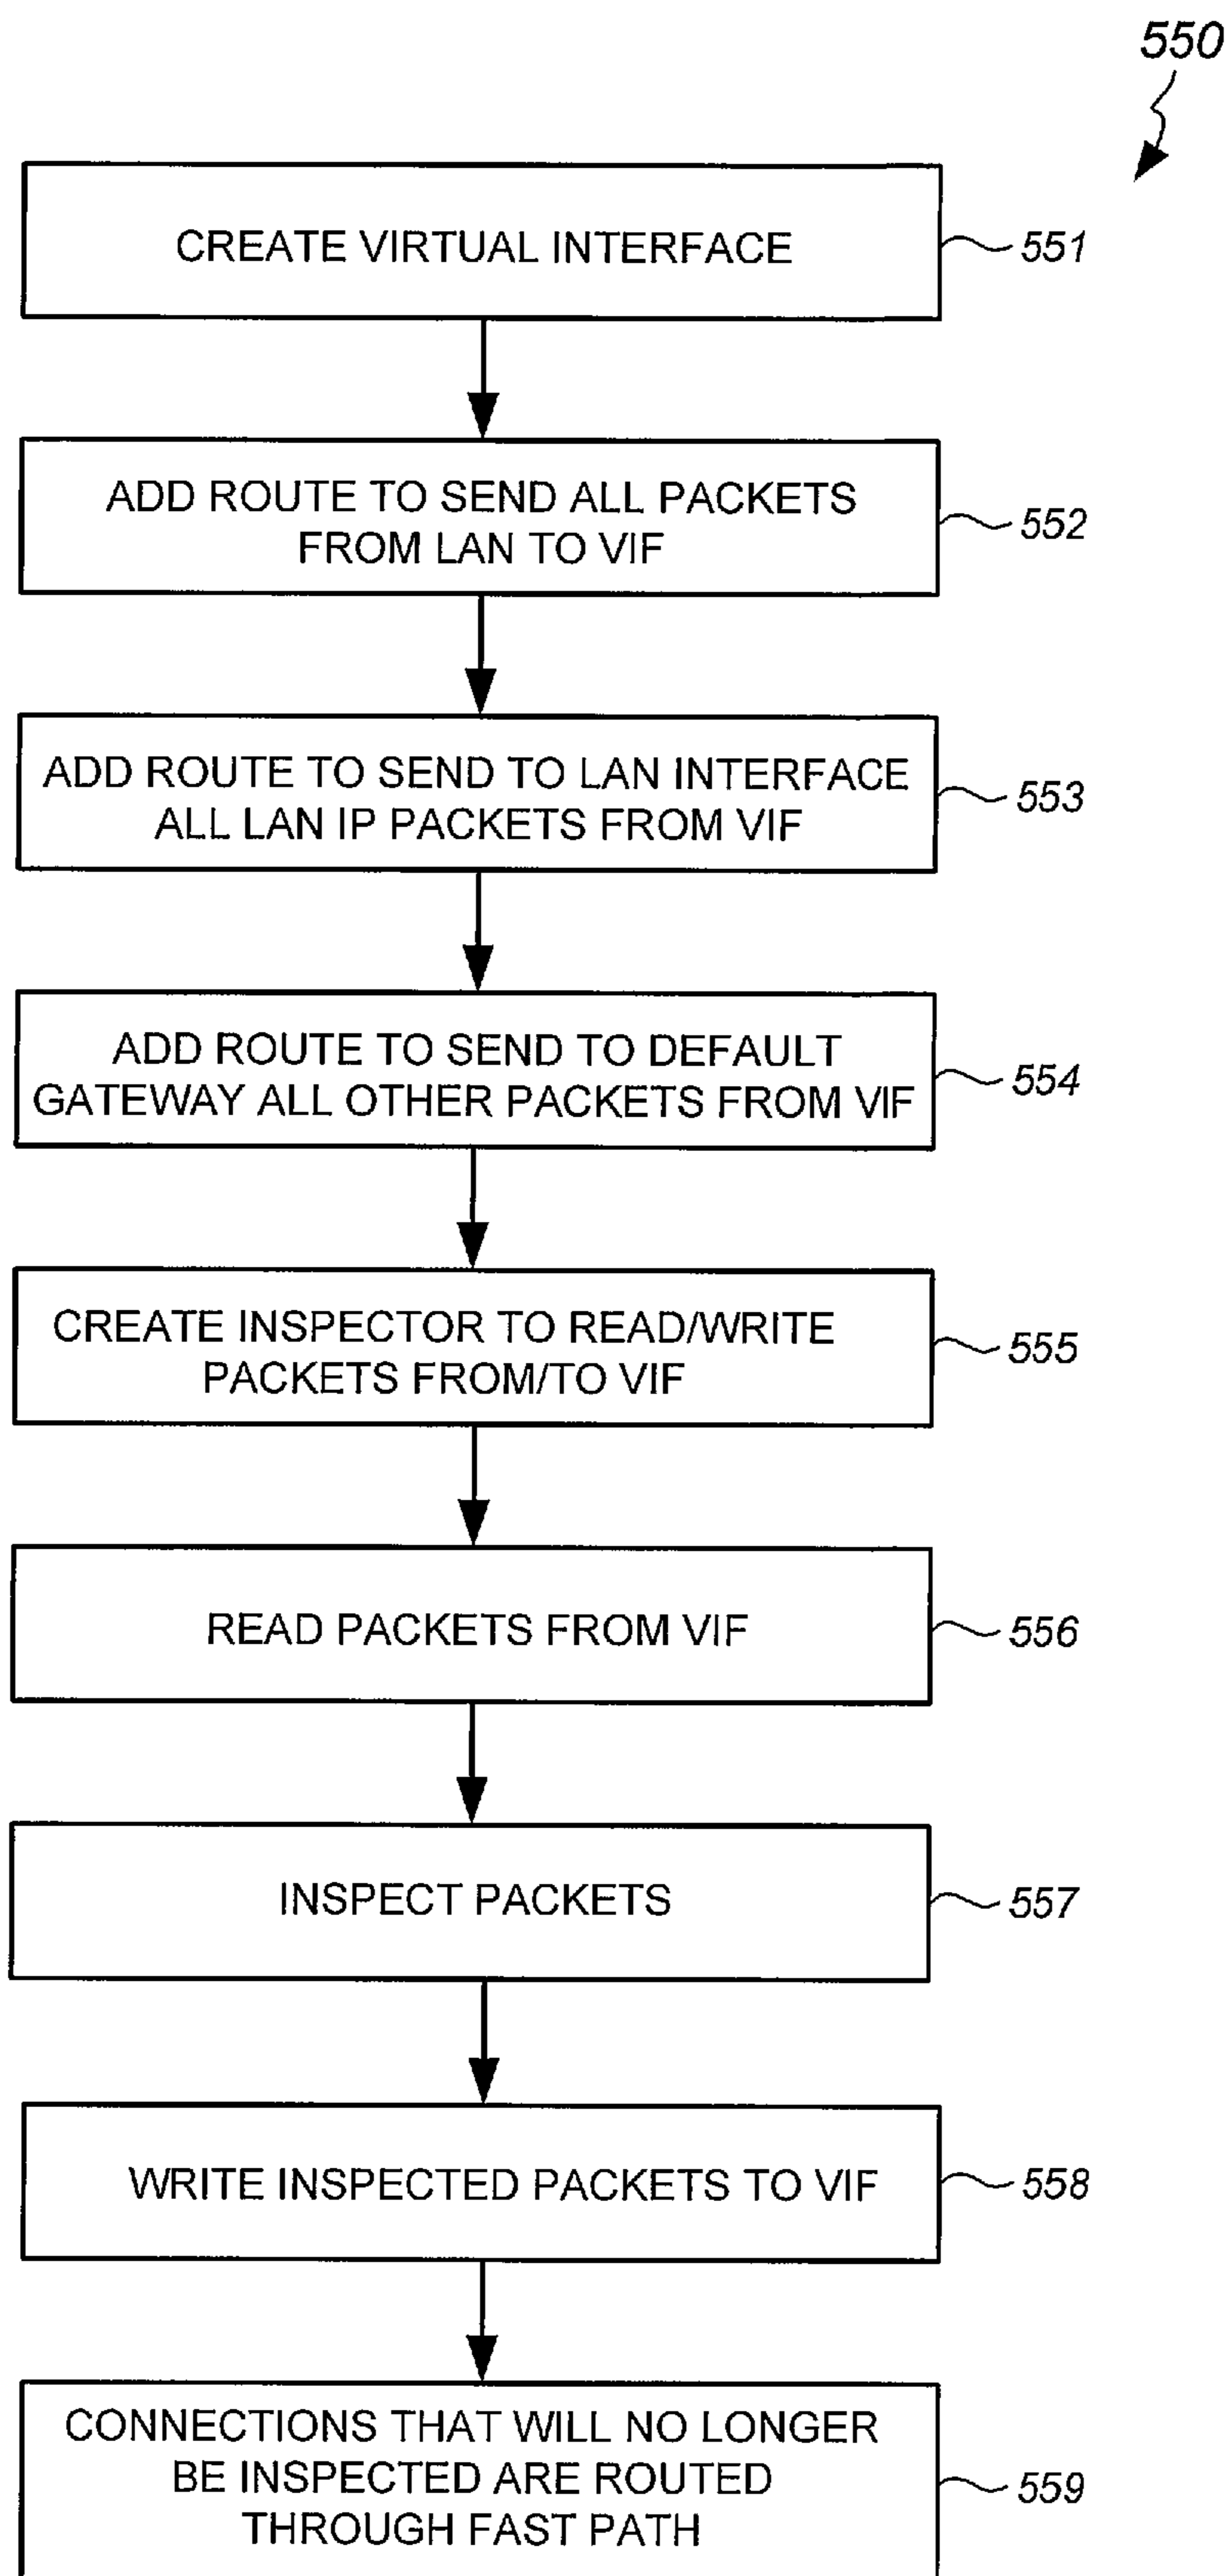 550
CREATE VIRTUAL INTERFACE
551
ADD ROUTE TO SEND ALL PACKETS
FROM LAN TO VIF
552
ADD ROUTE TO SEND TO LAN INTERFACE
ALL LAN IP PACKETS FROM VIF
553
ADD ROUTE TO SEND TO DEFAULT
GATEWAY ALL OTHER PACKETS FROM VIF
554
CREATE INSPECTOR TO READ/WRITE
PACKETS FROM/TO VIF
555
READ PACKETS FROM VIF
556
INSPECT PACKETS
557
WRITE INSPECTED PACKETS TO VIF
558
CONNECTIONS THAT WILL NO LONGER
BE INSPECTED ARE ROUTED
THROUGH FAST PATH
559